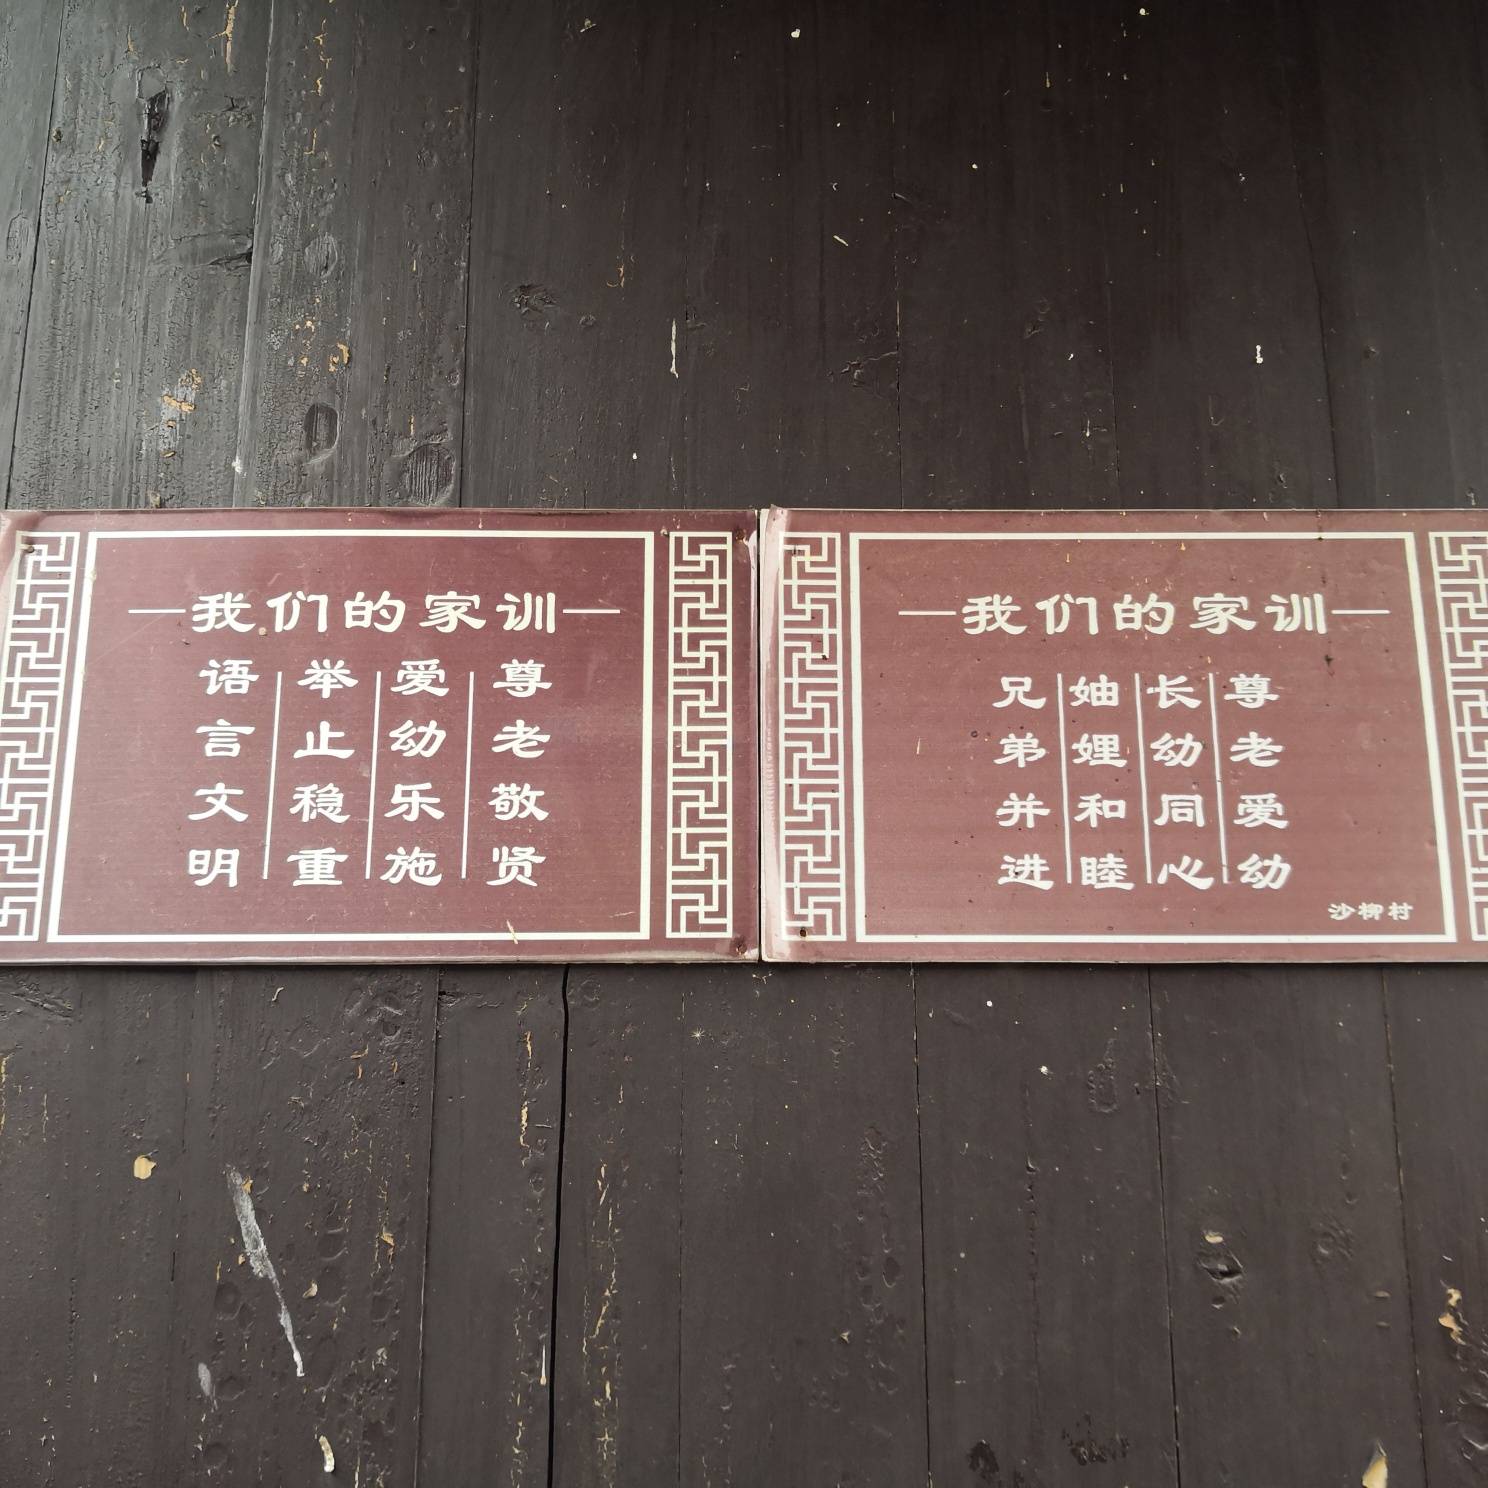 我们的家训
尊老敬贤
爱幼乐施
举止稳重
语言文明
我们的家训
尊老爱幼
长幼同心
妯娌和睦
兄弟并进
沙柳村